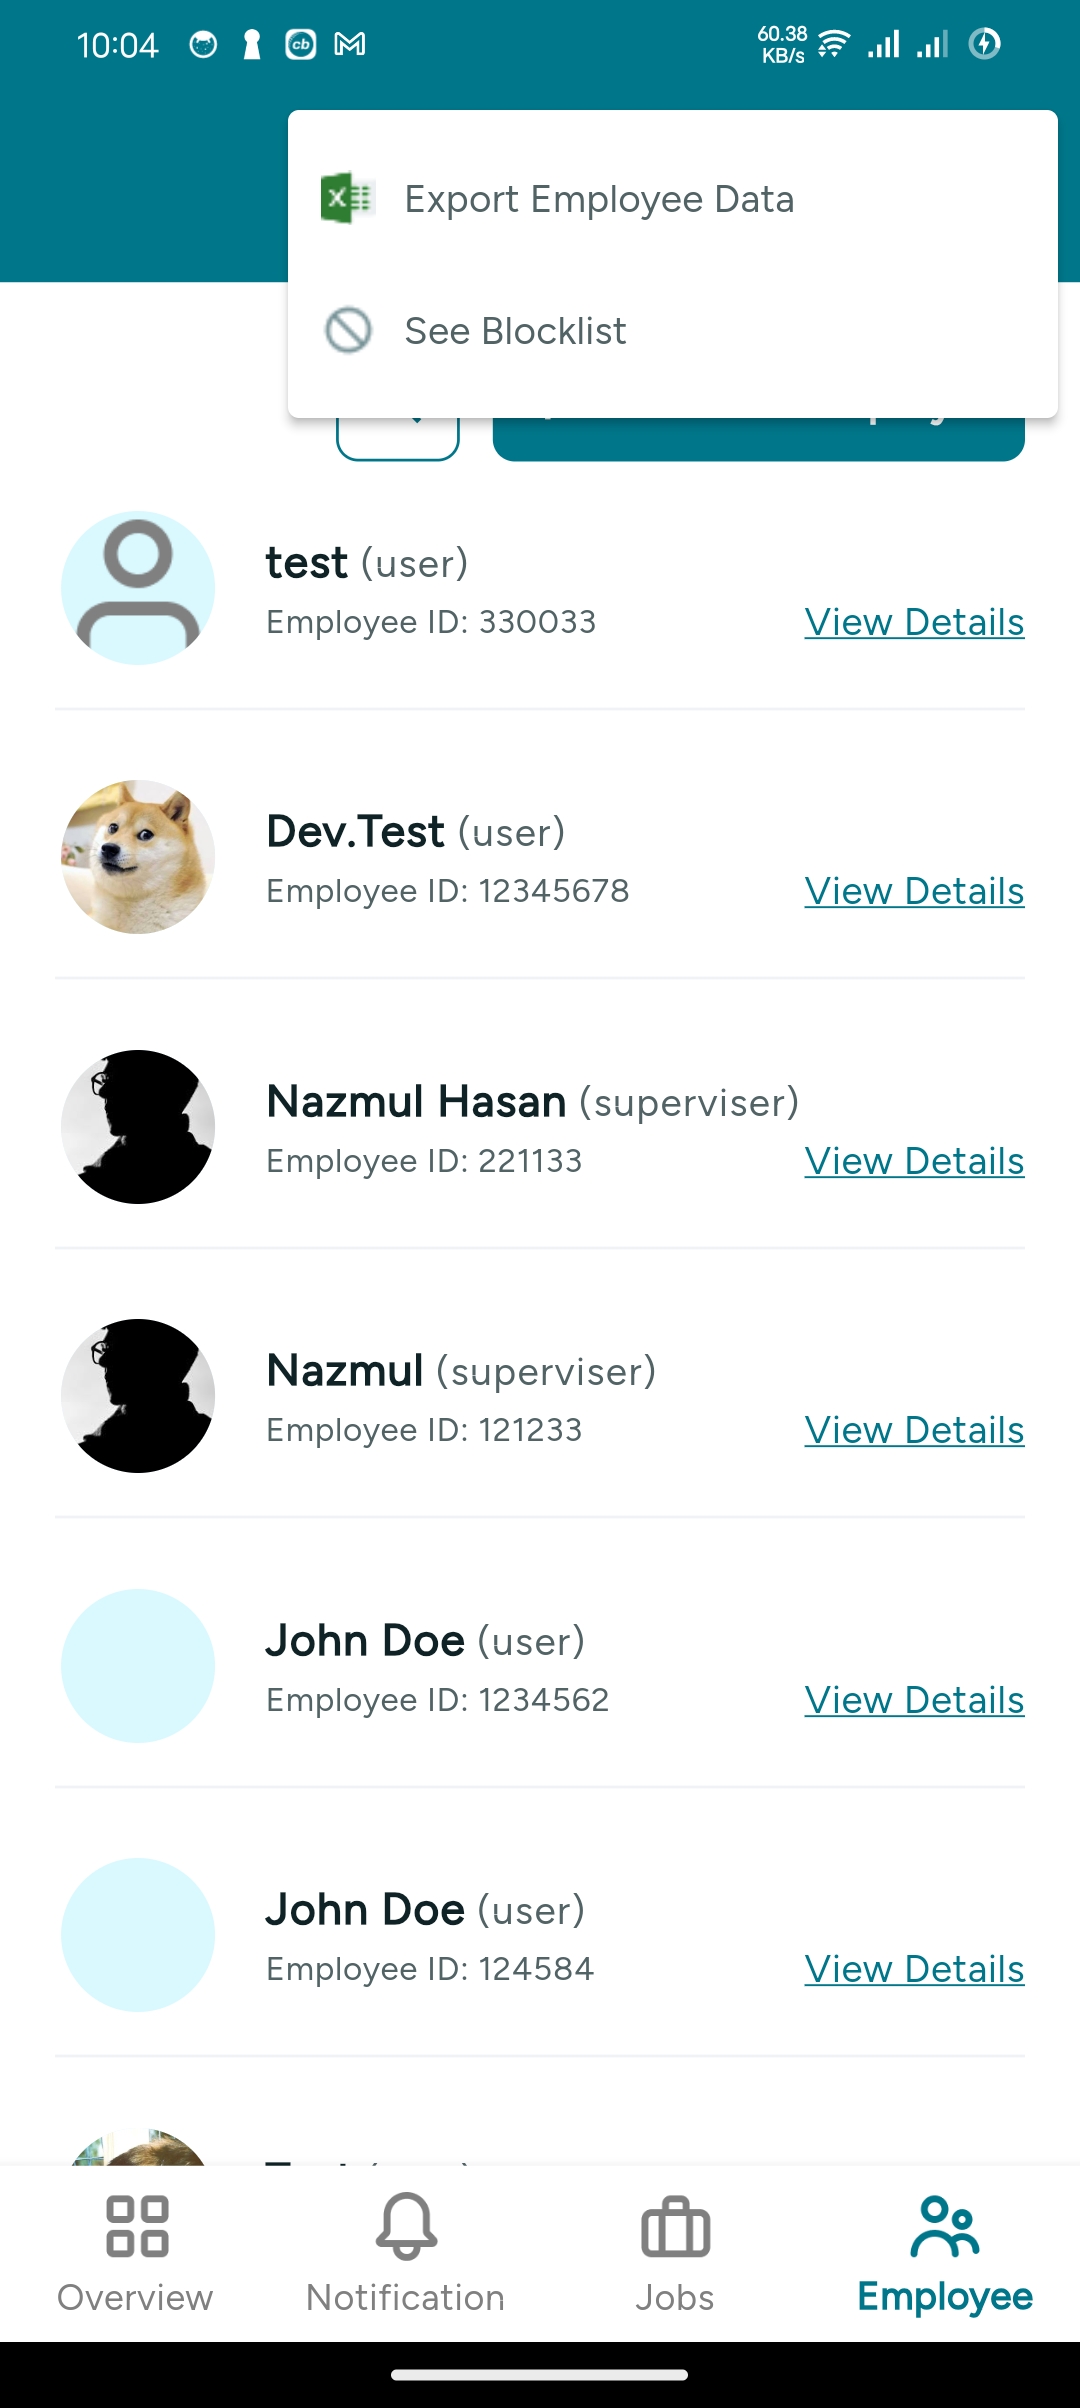 10:04
cb
60.38
KB/s
Export Employee Data
See Blocklist
test (user)
Employee ID: 330033
View Details
Dev.Test (user)
Employee ID: 12345678
View Details
Nazmul Hasan (superviser)
Employee ID: 221133
View Details
Nazmul (superviser)
Employee ID: 121233
View Details
John Doe (user)
Employee ID: 1234562
View Details
John Doe (user)
Employee ID: 124584
View Details
Overview
Notification
Jobs
Employee